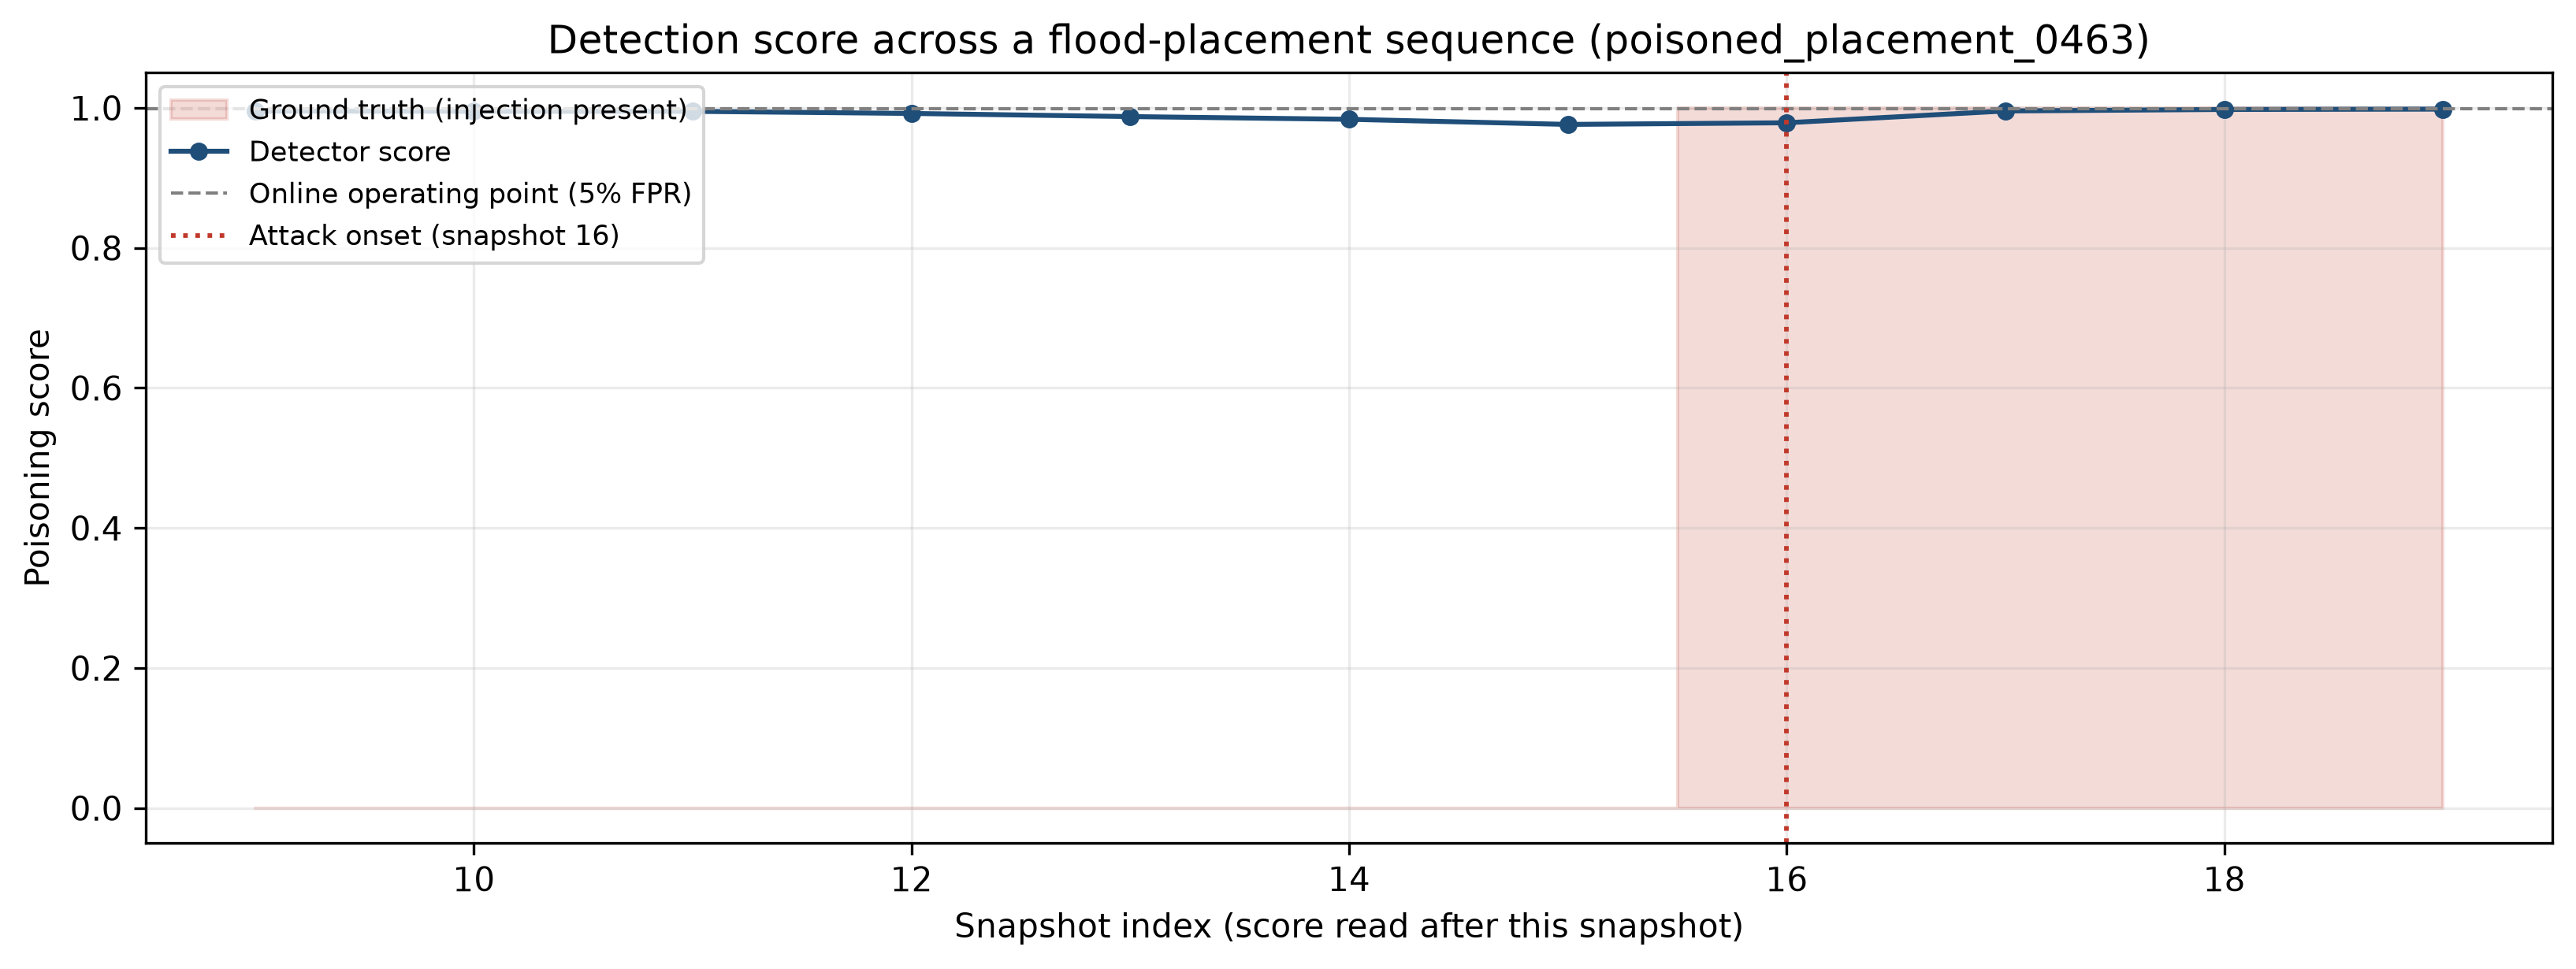 Detection score across a flood-placement sequence (poisoned_placement_0463)
Ground truth (injection present)
Detector score
Online operating point (5% FPR)
Attack onset (snapshot 16)
Poisoning score
1.0
0.8
0.6
0.4
0.2
0.0
10 12 14 16 18
Snapshot index (score read after this snapshot)